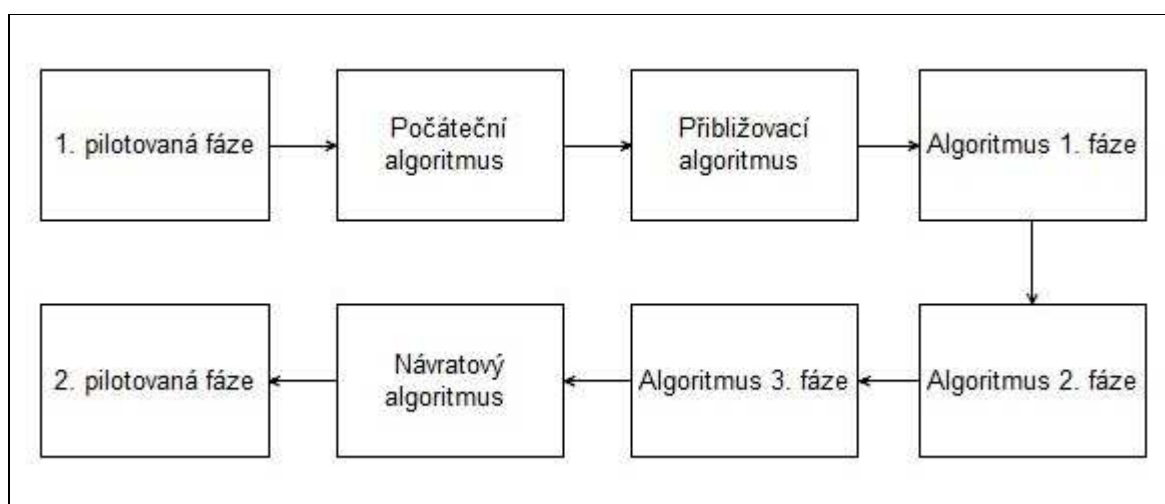 1. pilotovaná fáze
Počáteční
algoritmus
Přibližovací
algoritmus
Algoritmus 1. fáze
2. pilotovaná fáze
Návratový
algoritmus
Algoritmus 3. fáze
Algoritmus 2. fáze